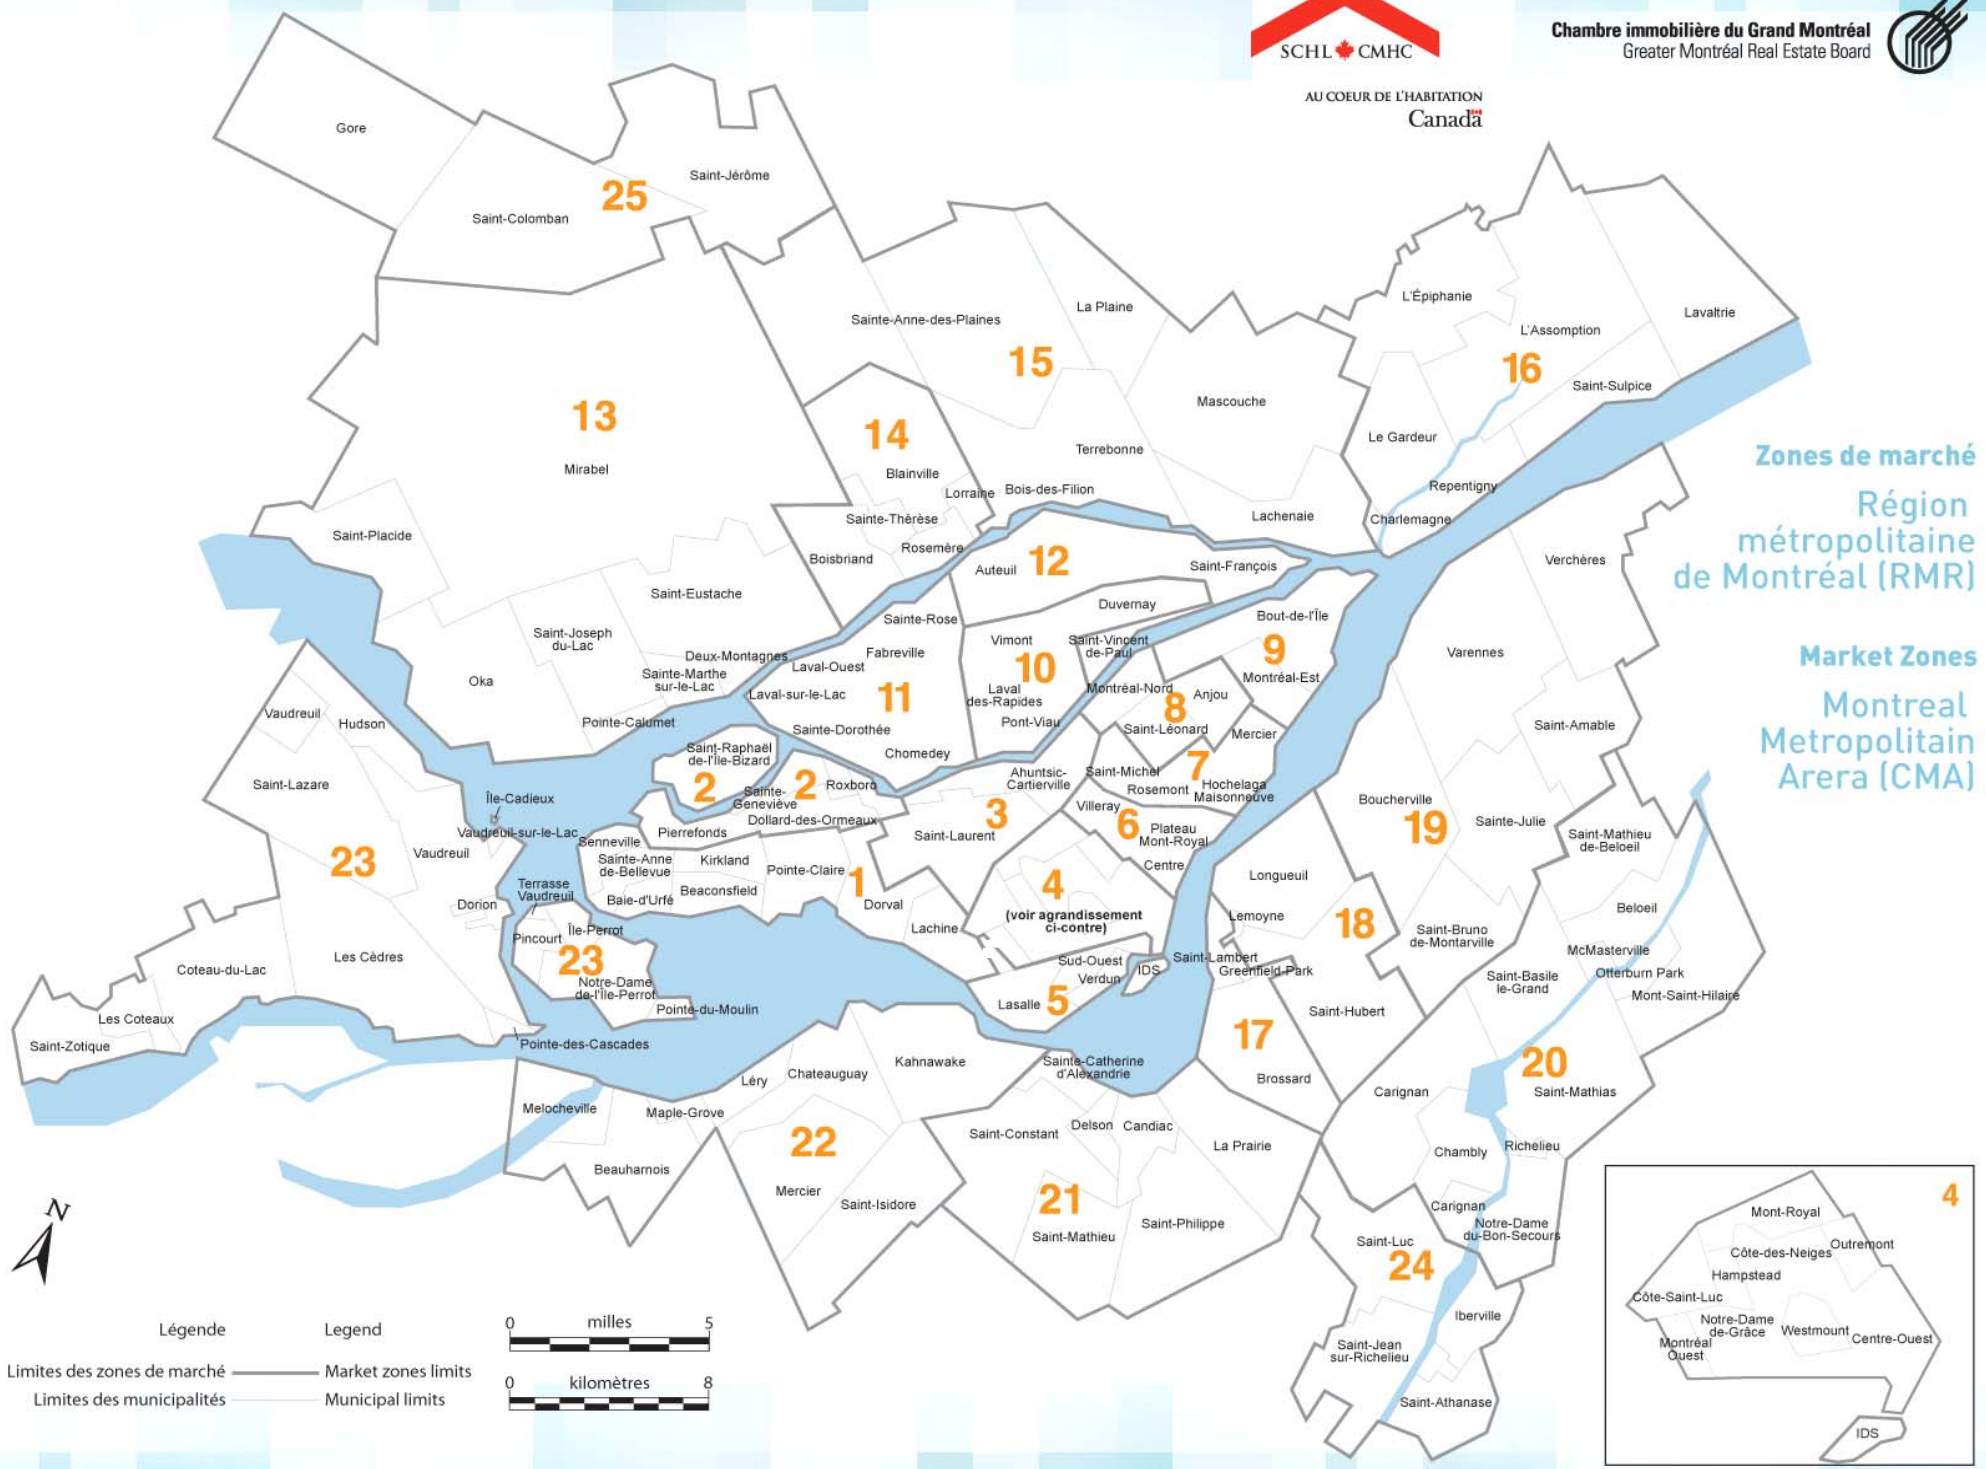 SCHL CMHC
AU COEUR DE L'HABITATION
Canada
Chambre immobilière du Grand Montréal
Greater Montréal Real Estate Board
Zones de marché
Région
métropolitaine
de Montréal (RMR)
Market Zones
Montreal
Metropolitain
Arera (CMA)
Gore
Saint-Jérôme
25
Saint-Colomban
13
Mirabel
Saint-Placide
Saint-Eustache
Saint-Joseph
du-Lac
Deux-Montagnes
Sainte-Marthe
sur-le-Lac
Oka
Pointe-Calumet
Sainte-Anne-des-Plaines
La Plaine
15
Mascouche
Terrebonne
Bois-des-Filion
Lachenaie
14
Blainville
Lorraine
Sainte-Thérèse
Rosemère
Boisbriand
L'Épiphanie
L'Assomption
Lavaltrie
16
Saint-Sulpice
Le Gardeur
Repentigny
Charlemagne
12
Auteuil
Saint-François
Duvernay
Vimont
Saint-Vincent
de-Paul
10
Laval
des-Rapides
Pont-Viau
Sainte-Rose
Fabreville
Laval-Ouest
Laval-sur-le-Lac
11
Sainte-Dorothée
Chomedey
Bout-de-l'Île
9
Montréal-Est
Montréal-Nord
Anjou
8
Saint-Léonard
Mercier
7
Saint-Michel
Rosemont
Hochelaga
Maisonneuve
Ahuntsic-
Cartierville
3
Saint-Laurent
Villeray
6
Plateau
Mont-Royal
Centre
4
(voir agrandissement
ci-contre)
Sud-Ouest
Verdun
IDS
Lasalle
5
Saint-Raphaël
de-l'Île-Bizard
2
Sainte-
Geneviève
2
Roxboro
Dollard-des-Ormeaux
Pierrefonds
Senneville
Sainte-Anne
de-Bellevue
Kirkland
Pointe-Claire
1
Beaconsfield
Baie-d'Urfé
Dorval
Lachine
Vaudreuil
Hudson
Saint-Lazare
Île-Cadieux
Vaudreuil-sur-le-Lac
Vaudreuil
23
Terrasse
Vaudreuil
Dorion
Pincourt
Île-Perrot
23
Notre-Dame
de-l'Île-Perrot
Pointe-du-Moulin
Les Cèdres
Coteau-du-Lac
Les Coteaux
Saint-Zotique
Pointe-des-Cascades
Melocheville
Maple-Grove
Beauharnois
Léry
Chateauguay
Kahnawake
22
Mercier
Saint-Isidore
Sainte-Catherine
d'Alexandrie
Saint-Constant
Delson
Candiac
La Prairie
21
Saint-Mathieu
Saint-Philippe
Verchères
Varennes
Saint-Amable
Boucherville
19
Sainte-Julie
Saint-Bruno
de-Montarville
Longueuil
Lemoyne
18
Saint-Lambert
Greenfield-Park
Saint-Hubert
17
Brossard
Saint-Mathieu
de-Beloeil
Beloeil
McMasterville
Otterburn Park
Mont-Saint-Hilaire
Saint-Basile
le-Grand
20
Saint-Mathias
Carignan
Chambly
Richelieu
Carignan
Notre-Dame
du-Bon-Secours
Saint-Luc
24
Iberville
Saint-Jean
sur-Richelieu
Saint-Athanase
4
Mont-Royal
Outremont
Côte-des-Neiges
Hampstead
Côte-Saint-Luc
Notre-Dame
de-Grâce
Westmount
Centre-Ouest
Montréal
Ouest
IDS
N
Légende
Legend
Limites des zones de marché
Market zones limits
Limites des municipalités
Municipal limits
0 milles 5
0 kilomètres 8